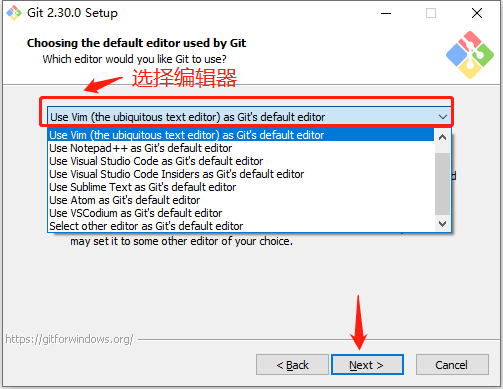 Git 2.30.0 Setup
Choosing the default editor used by Git
Which editor would you like Git to use?
选择编辑器
Use Vim (the ubiquitous text editor) as Git's default editor
Use Vim (the ubiquitous text editor) as Git's default editor
Use Notepad++ as Git's default editor
Use Visual Studio Code as Git's default editor
Use Visual Studio Code Insiders as Git's default editor
Use Sublime Text as Git's default editor
Use Atom as Git's default editor
Use VSCodium as Git's default editor
Select other editor as Git's default editor
may set it to some other editor of your choice.
https://gitforwindows.org/
< Back
Next >
Cancel